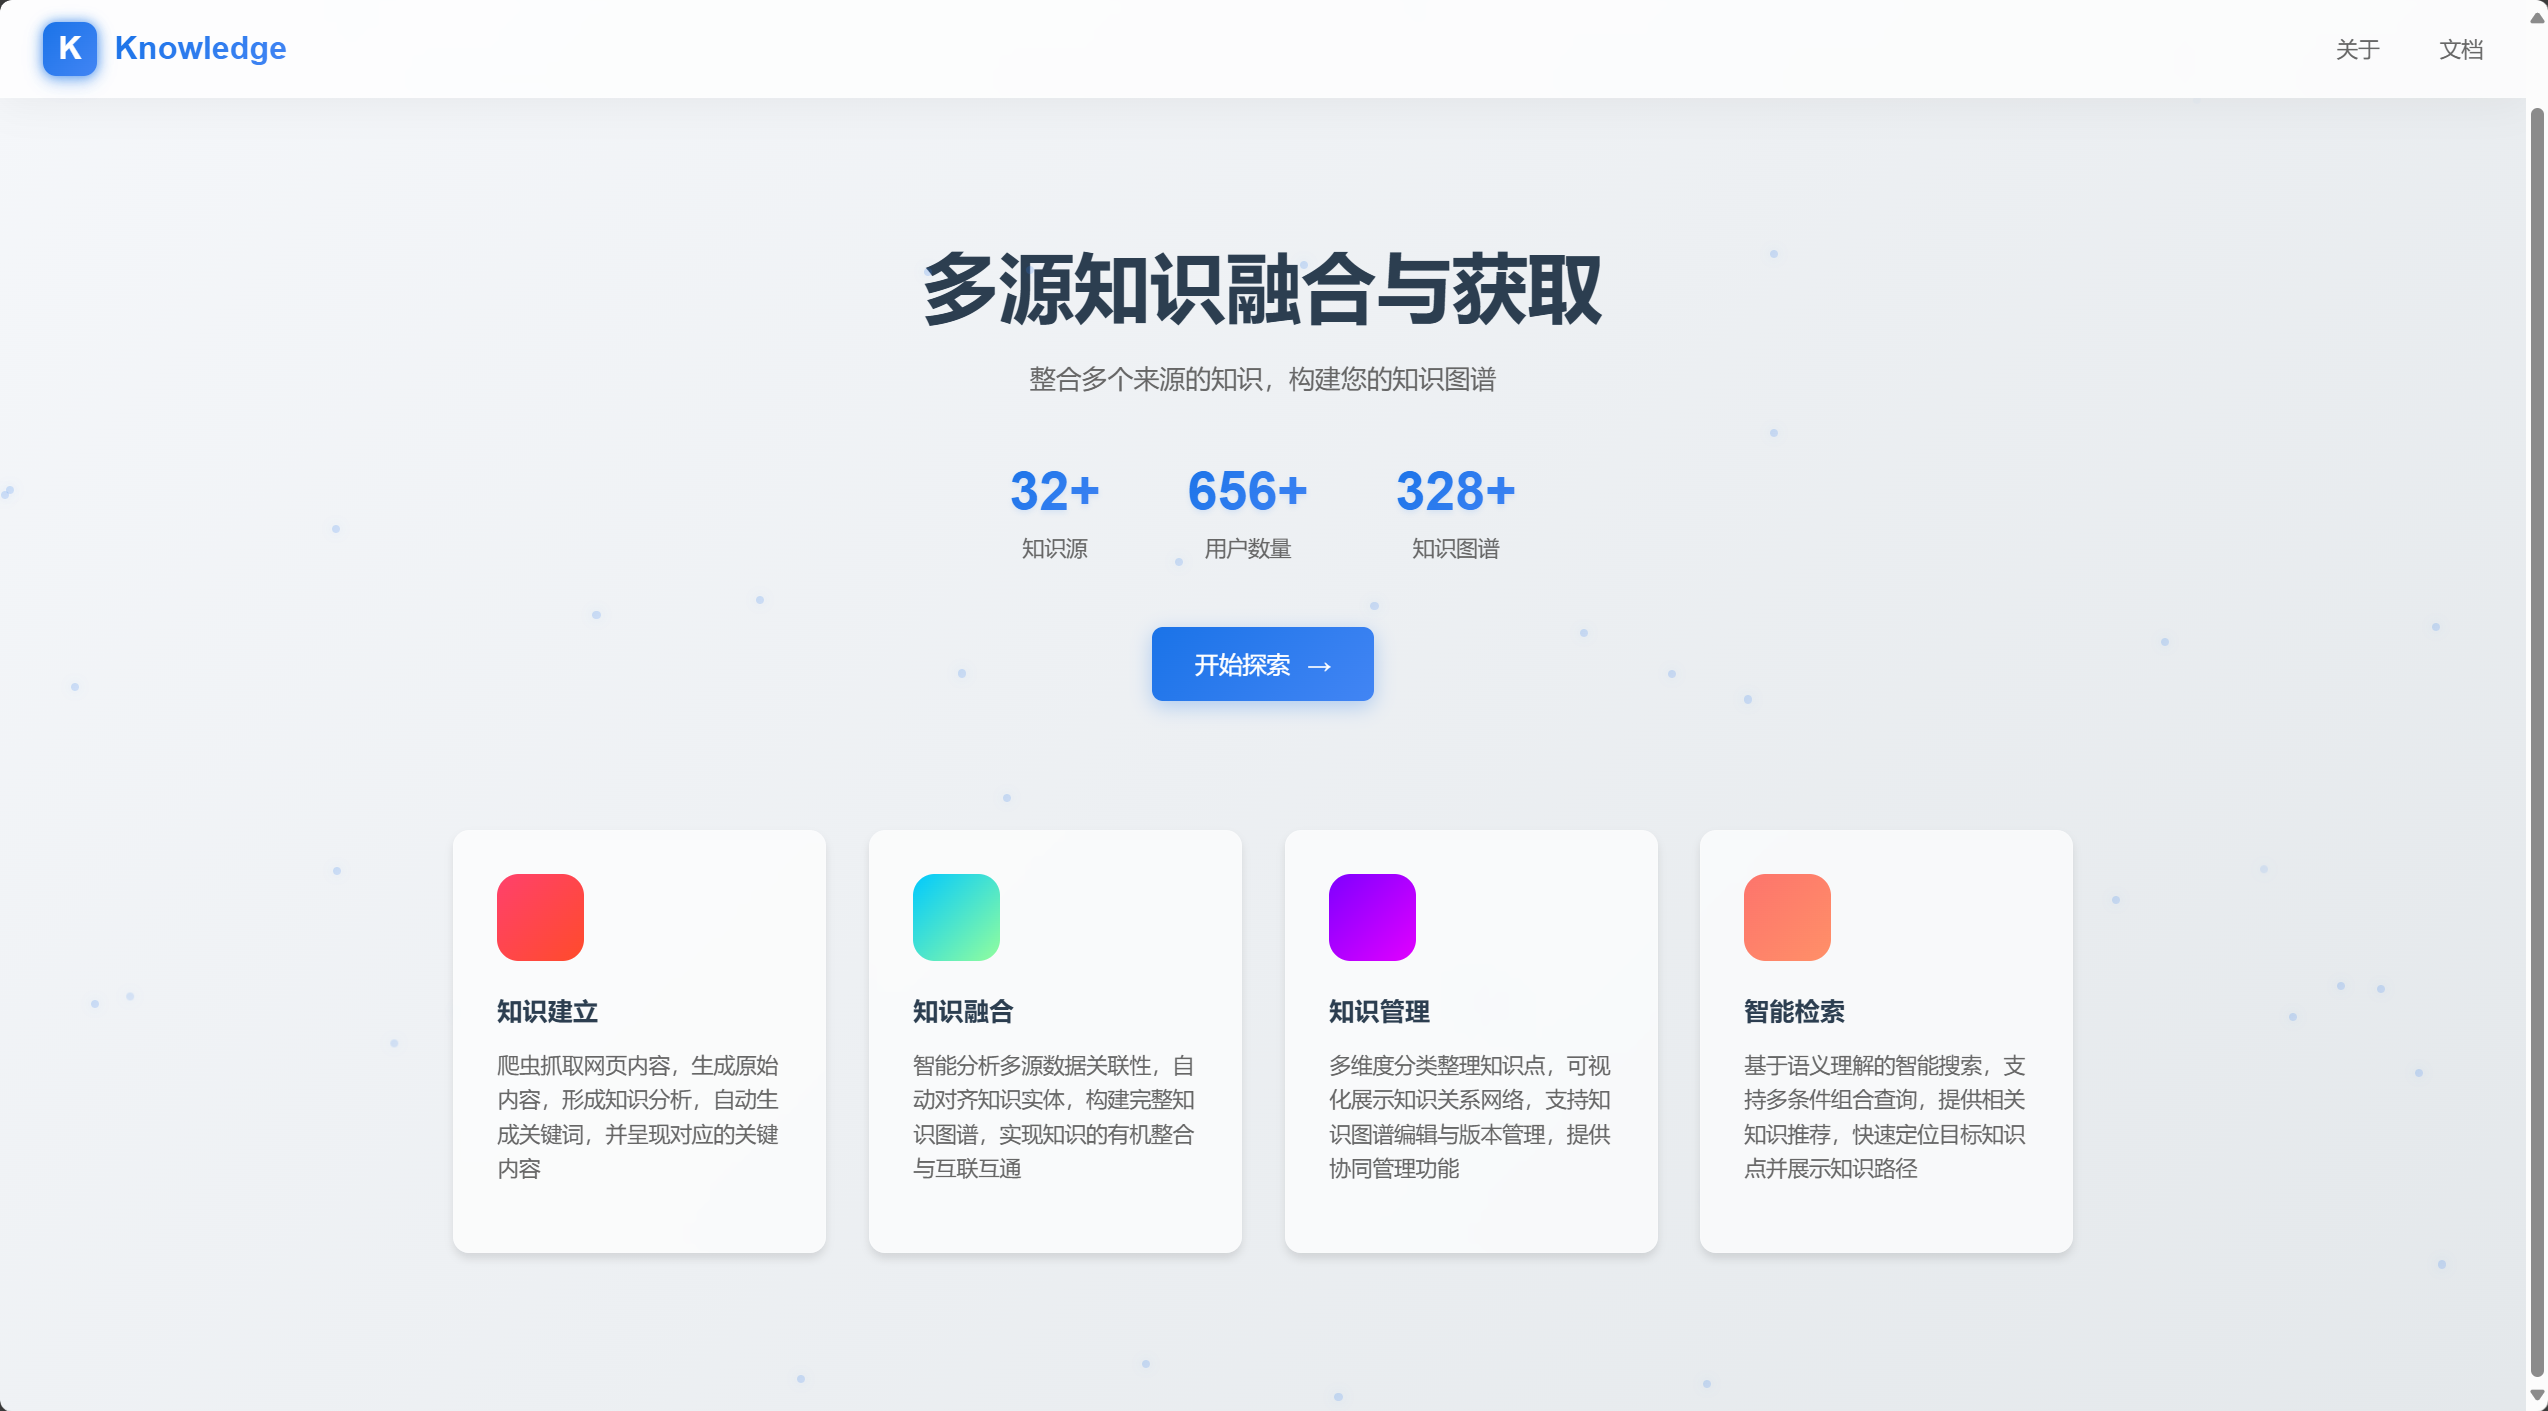 K Knowledge
关于 文档
多源知识融合与获取
整合多个来源的知识，构建您的知识图谱
32+ 656+ 328+
知识源 用户数量 知识图谱
开始探索 →
知识建立
爬虫抓取网页内容，生成原始
内容，形成知识分析，自动生
成关键词，并呈现对应的关键
内容
知识融合
智能分析多源数据关联性，自
动对齐知识实体，构建完整知
识图谱，实现知识的有机整合
与互联互通
知识管理
多维度分类整理知识点，可视
化展示知识关系网络，支持知
识图谱编辑与版本管理，提供
协同管理功能
智能检索
基于语义理解的智能搜索，支
持多条件组合查询，提供相关
知识推荐，快速定位目标知识
点并展示知识路径